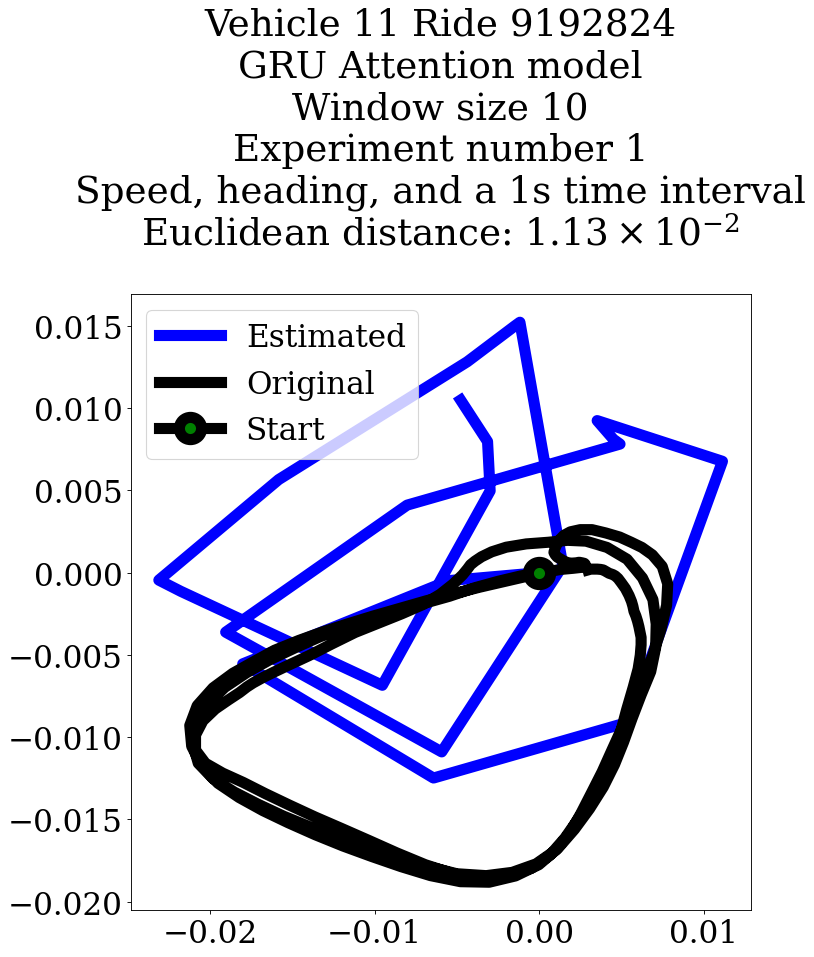 Vehicle 11 Ride 9192824
GRU Attention model
Window size 10
Experiment number 1
Speed, heading, and a 1s time interval
Euclidean distance: 1.13 × 10⁻²
Estimated
Original
Start
0.015
0.010
0.005
0.000
−0.005
−0.010
−0.015
−0.020
−0.02
−0.01
0.00
0.01